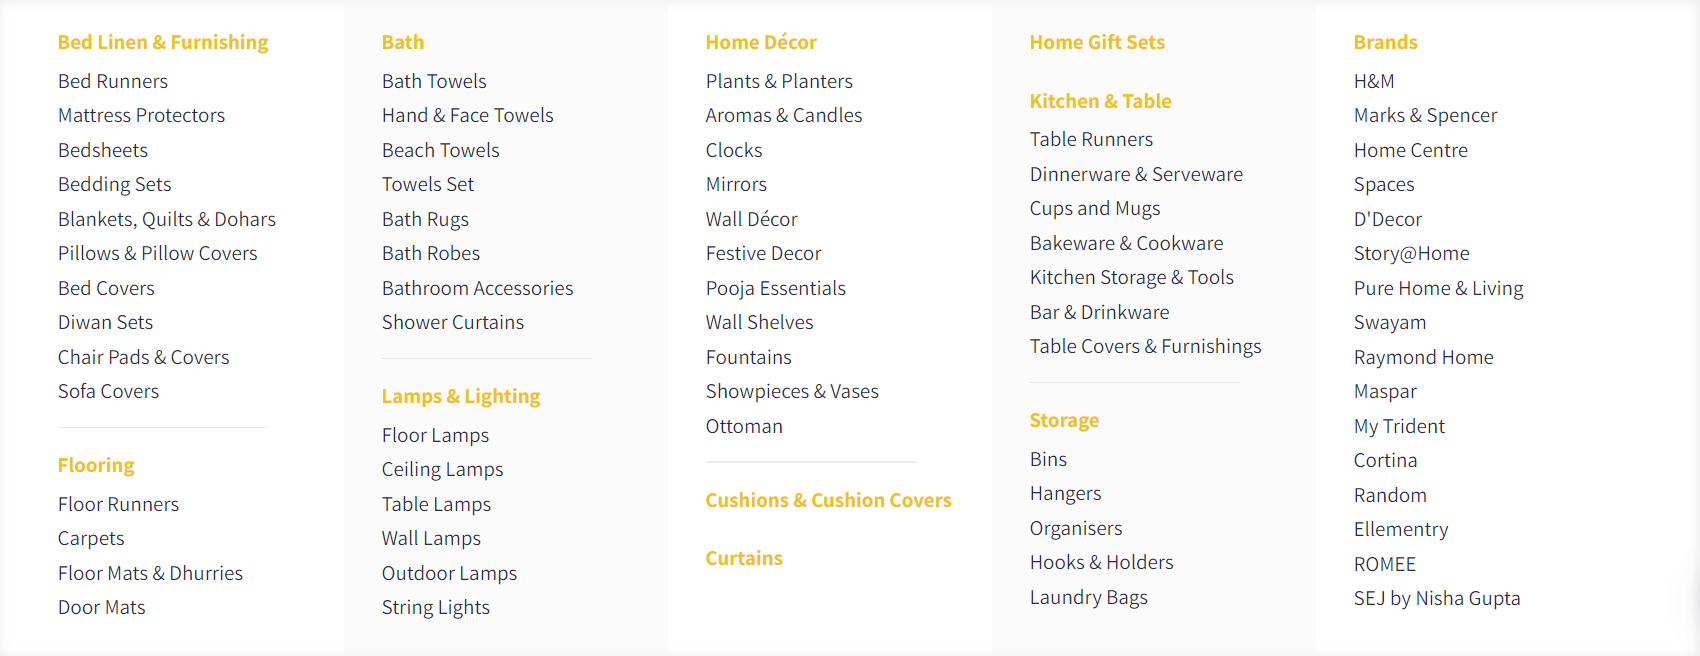 Bed Linen & Furnishing
Bed Runners
Mattress Protectors
Bedsheets
Bedding Sets
Blankets, Quilts & Dohars
Pillows & Pillow Covers
Bed Covers
Diwan Sets
Chair Pads & Covers
Sofa Covers
Flooring
Floor Runners
Carpets
Floor Mats & Dhurries
Door Mats
Bath
Bath Towels
Hand & Face Towels
Beach Towels
Towels Set
Bath Rugs
Bath Robes
Bathroom Accessories
Shower Curtains
Lamps & Lighting
Floor Lamps
Ceiling Lamps
Table Lamps
Wall Lamps
Outdoor Lamps
String Lights
Home Décor
Plants & Planters
Aromas & Candles
Clocks
Mirrors
Wall Décor
Festive Decor
Pooja Essentials
Wall Shelves
Fountains
Showpieces & Vases
Ottoman
Cushions & Cushion Covers
Curtains
Home Gift Sets
Kitchen & Table
Table Runners
Dinnerware & Serveware
Cups and Mugs
Bakeware & Cookware
Kitchen Storage & Tools
Bar & Drinkware
Table Covers & Furnishings
Storage
Bins
Hangers
Organisers
Hooks & Holders
Laundry Bags
Brands
H&M
Marks & Spencer
Home Centre
Spaces
D'Decor
Story@Home
Pure Home & Living
Swayam
Raymond Home
Maspar
My Trident
Cortina
Random
Ellementry
ROMEE
SEJ by Nisha Gupta